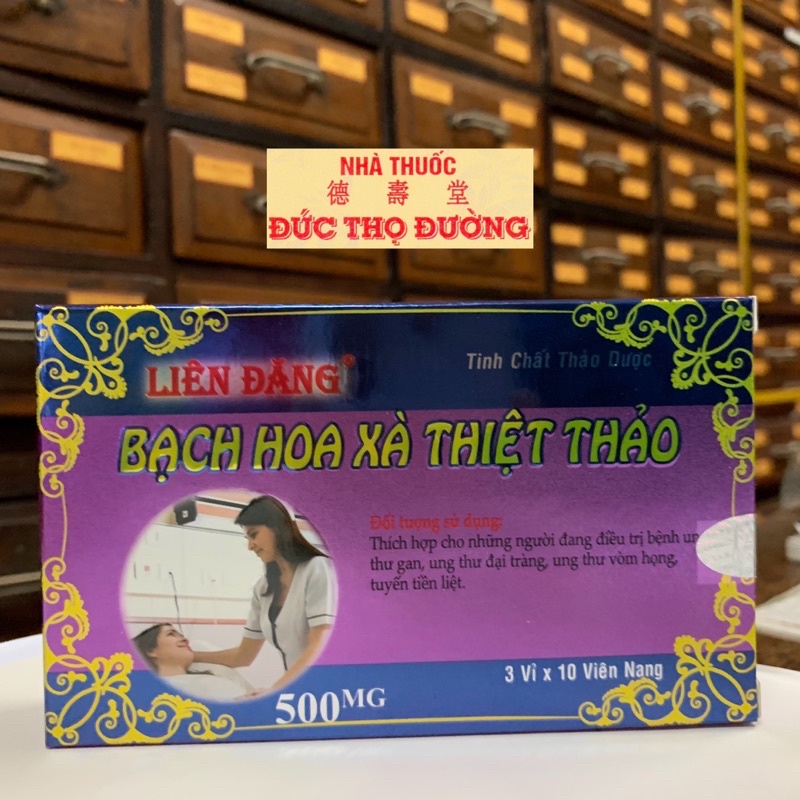 NHÀ THUỐC
德壽堂
ĐỨC THỌ ĐƯỜNG
LIÊN ĐĂNG®
Tinh Chất Thảo Dược
BẠCH HOA XÀ THIỆT THẢO
Đối tượng sử dụng:
Thích hợp cho những người đang điều trị bệnh un
thư gan, ung thư đại tràng, ung thư vòm họng,
tuyến tiền liệt.
3 Vỉ x 10 Viên Nang
500MG